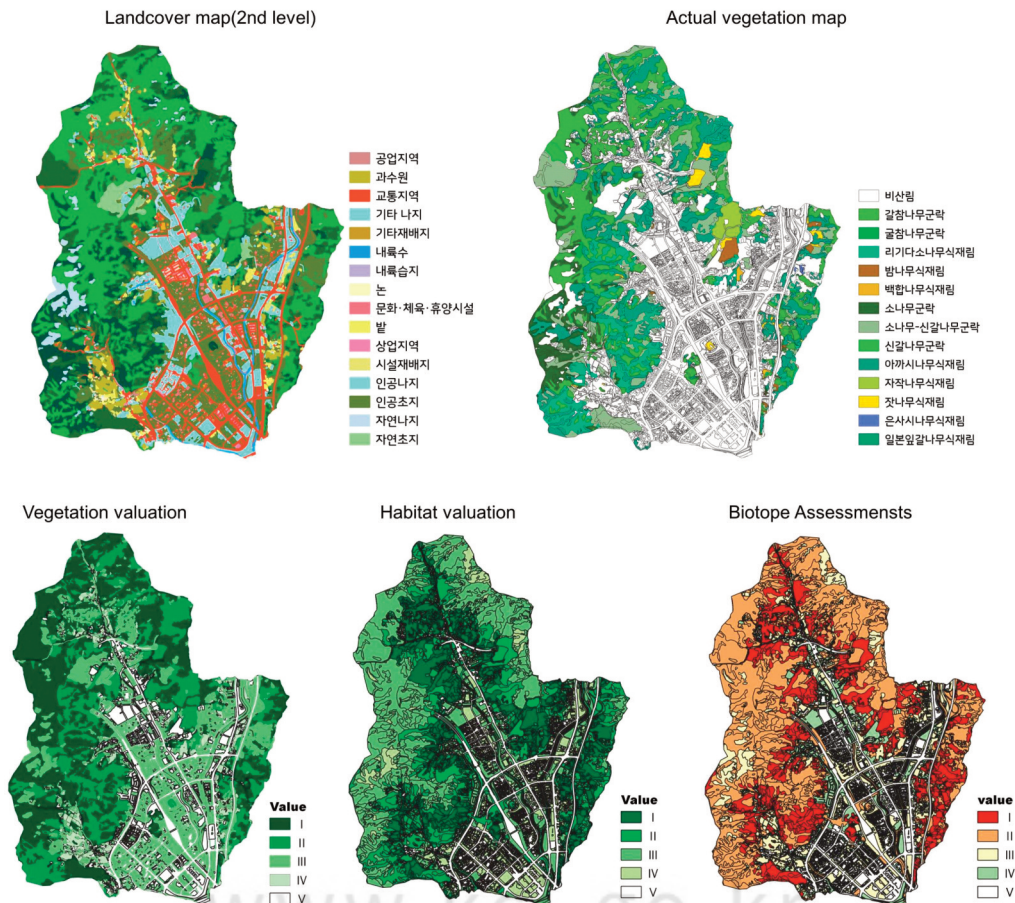 Landcover map(2nd level)
Actual vegetation map
공업지역
과수원
교통지역
기타 나지
기타재배지
내륙수
내륙습지
논
문화·체육·휴양시설
밭
상업지역
시설재배지
인공나지
인공초지
자연나지
자연초지
비산림
갈참나무군락
굴참나무군락
리기다소나무식재림
밤나무식재림
백합나무식재림
소나무군락
소나무-신갈나무군락
신갈나무군락
아까시나무식재림
자작나무식재림
잣나무식재림
은사시나무식재림
일본잎갈나무식재림
Vegetation valuation
Habitat valuation
Biotope Assessmensts
Value
I
II
III
IV
V
Value
I
II
III
IV
V
value
I
II
III
IV
V